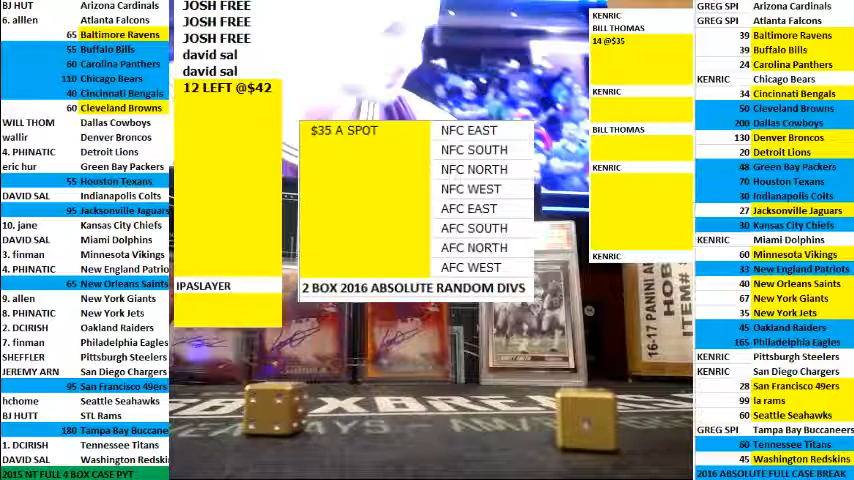 BJ HUT Arizona Cardinals
6. alllen Atlanta Falcons
65 Baltimore Ravens
55 Buffalo Bills
60 Carolina Panthers
110 Chicago Bears
40 Cincinnati Bengals
60 Cleveland Browns
WILL THOM Dallas Cowboys
wallir Denver Broncos
4. PHINATIC Detroit Lions
eric hur Green Bay Packers
55 Houston Texans
DAVID SAL Indianapolis Colts
95 Jacksonville Jaguars
10. jane Kansas City Chiefs
DAVID SAL Miami Dolphins
3. finman Minnesota Vikings
4. PHINATIC New England Patrio
65 New Orleans Saints
9. allen New York Giants
8. PHINATIC New York Jets
2. DCIRISH Oakland Raiders
7. finman Philadelphia Eagles
SHEFFLER Pittsburgh Steelers
JEREMY ARN San Diego Chargers
95 San Francisco 49ers
hchome Seattle Seahawks
BJ HUTT STL Rams
180 Tampa Bay Buccan
1. DCIRISH Tennessee Titans
DAVID SAL Washington Redski
2015 NT FULL 4 BOX CASE PYT
JOSH FREE
JOSH FREE
JOSH FREE
david sal
david sal
12 LEFT @$42
IPASLAYER
$35 A SPOT
NFC EAST
NFC SOUTH
NFC NORTH
NFC WEST
AFC EAST
AFC SOUTH
AFC NORTH
AFC WEST
2 BOX 2016 ABSOLUTE RANDOM DIVS
KENRIC
BILL THOMAS
14 @$35
KENRIC
BILL THOMAS
KENRIC
KENRIC
16-17 PANINI
HOB
ITEM#
GREG SPI Arizona Cardinals
GREG SPI Atlanta Falcons
39 Baltimore Ravens
39 Buffalo Bills
24 Carolina Panthers
KENRIC Chicago Bears
34 Cincinnati Bengals
50 Cleveland Browns
200 Dallas Cowboys
130 Denver Broncos
20 Detroit Lions
48 Green Bay Packers
70 Houston Texans
30 Indianapolis Colts
27 Jacksonville Jaguars
30 Kansas City Chiefs
KENRIC Miami Dolphins
60 Minnesota Vikings
33 New England Patriots
40 New Orleans Saints
67 New York Giants
35 New York Jets
45 Oakland Raiders
165 Philadelphia Eagles
KENRIC Pittsburgh Steelers
KENRIC San Diego Chargers
28 San Francisco 49ers
99 la rams
60 Seattle Seahawks
GREG SPI Tampa Bay Buccaneers
60 Tennessee Titans
45 Washington Redskins
2016 ABSOLUTE FULL CASE BREAK